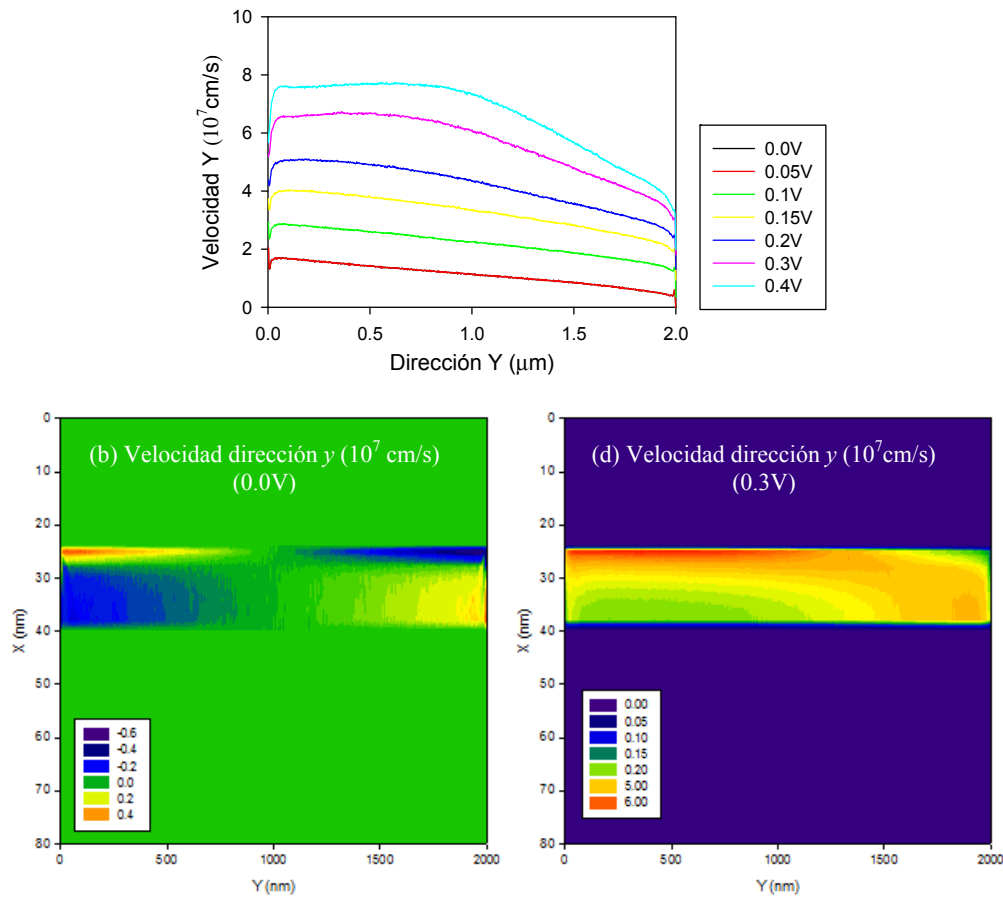 10
8
6
4
2
0
Velocidad Y (10⁷ cm/s)
0.0 0.5 1.0 1.5 2.0
Dirección Y (μm)
0.0V
0.05V
0.1V
0.15V
0.2V
0.3V
0.4V
(b) Velocidad dirección y (10⁷ cm/s)
(0.0V)
0
10
20
30
40
50
60
70
80
X (nm)
-0.6
-0.4
-0.2
0.0
0.2
0.4
0 500 1000 1500 2000
Y (nm)
(d) Velocidad dirección y (10⁷cm/s)
(0.3V)
0
10
20
30
40
50
60
70
80
X (nm)
0.00
0.05
0.10
0.15
0.20
5.00
6.00
0 500 1000 1500 2000
Y (nm)